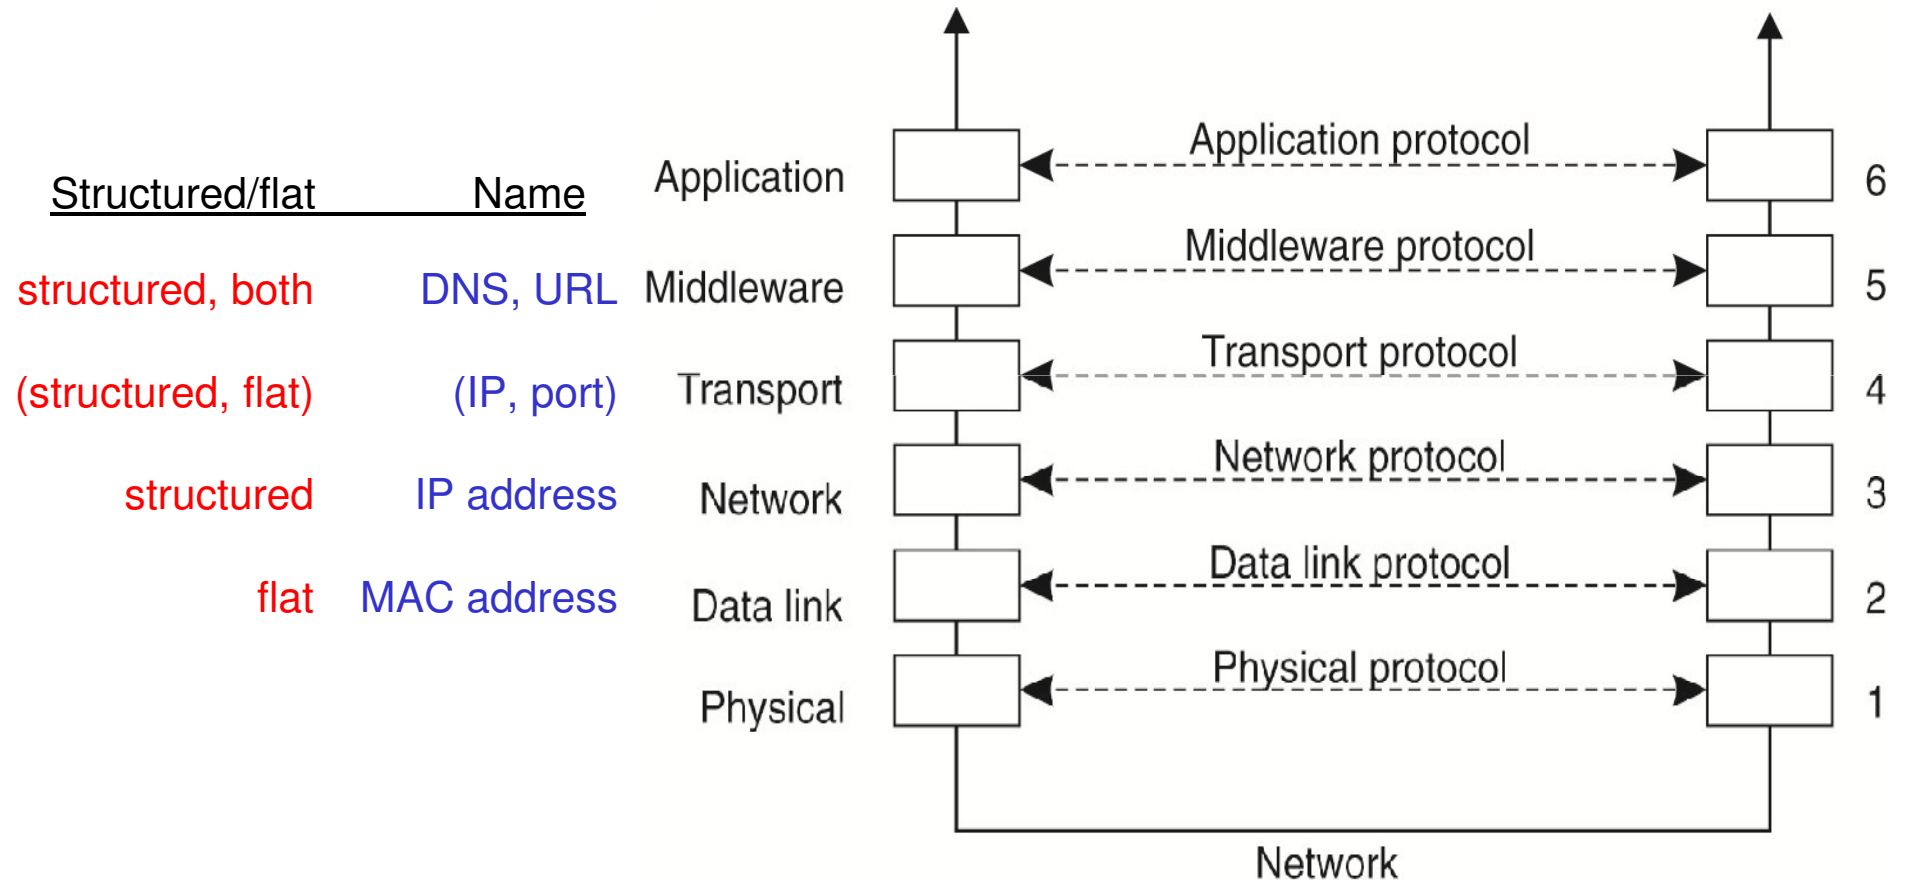 Application protocol
Structured/flat Name Application 6
Middleware protocol
structured, both DNS, URL Middleware 5
Transport protocol
(structured, flat) (IP, port) Transport 4
Network protocol
structured IP address Network 3
Data link protocol
flat MAC address Data link 2
Physical protocol
Physical 1
Network